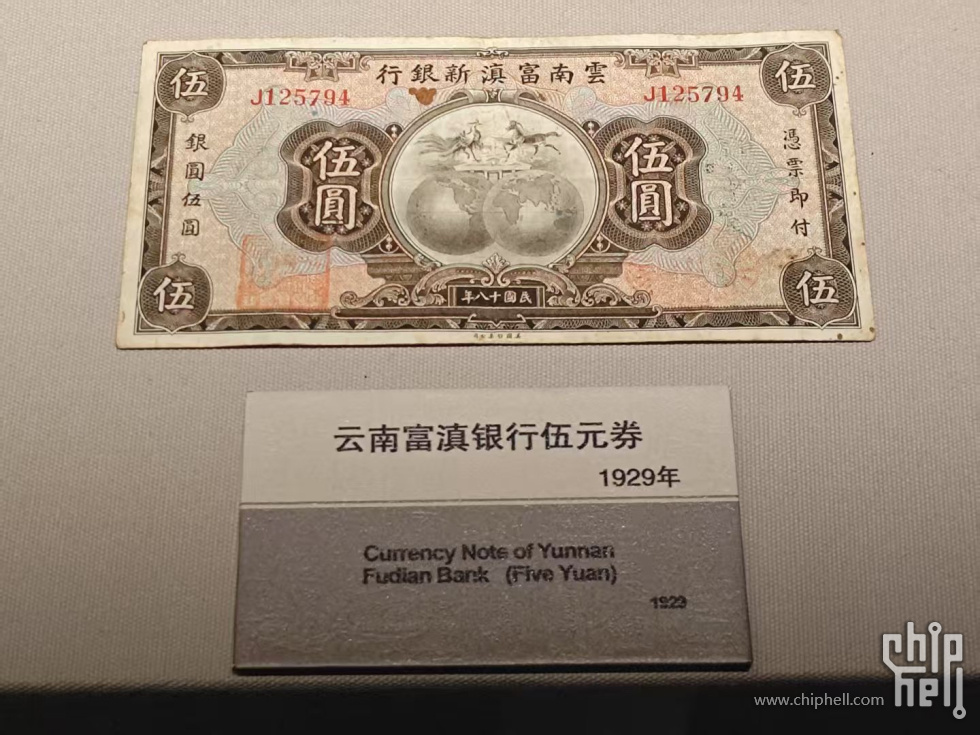 雲南富滇新銀行
伍
伍
J125794
J125794
憑票即付
銀圓伍圓
伍圓
伍圓
民國十八年
伍
伍
云南富滇银行伍元券
1929年
Currency Note of Yunnan
Fudian Bank (Five Yuan)
1929
chip
hell
www.chiphell.com